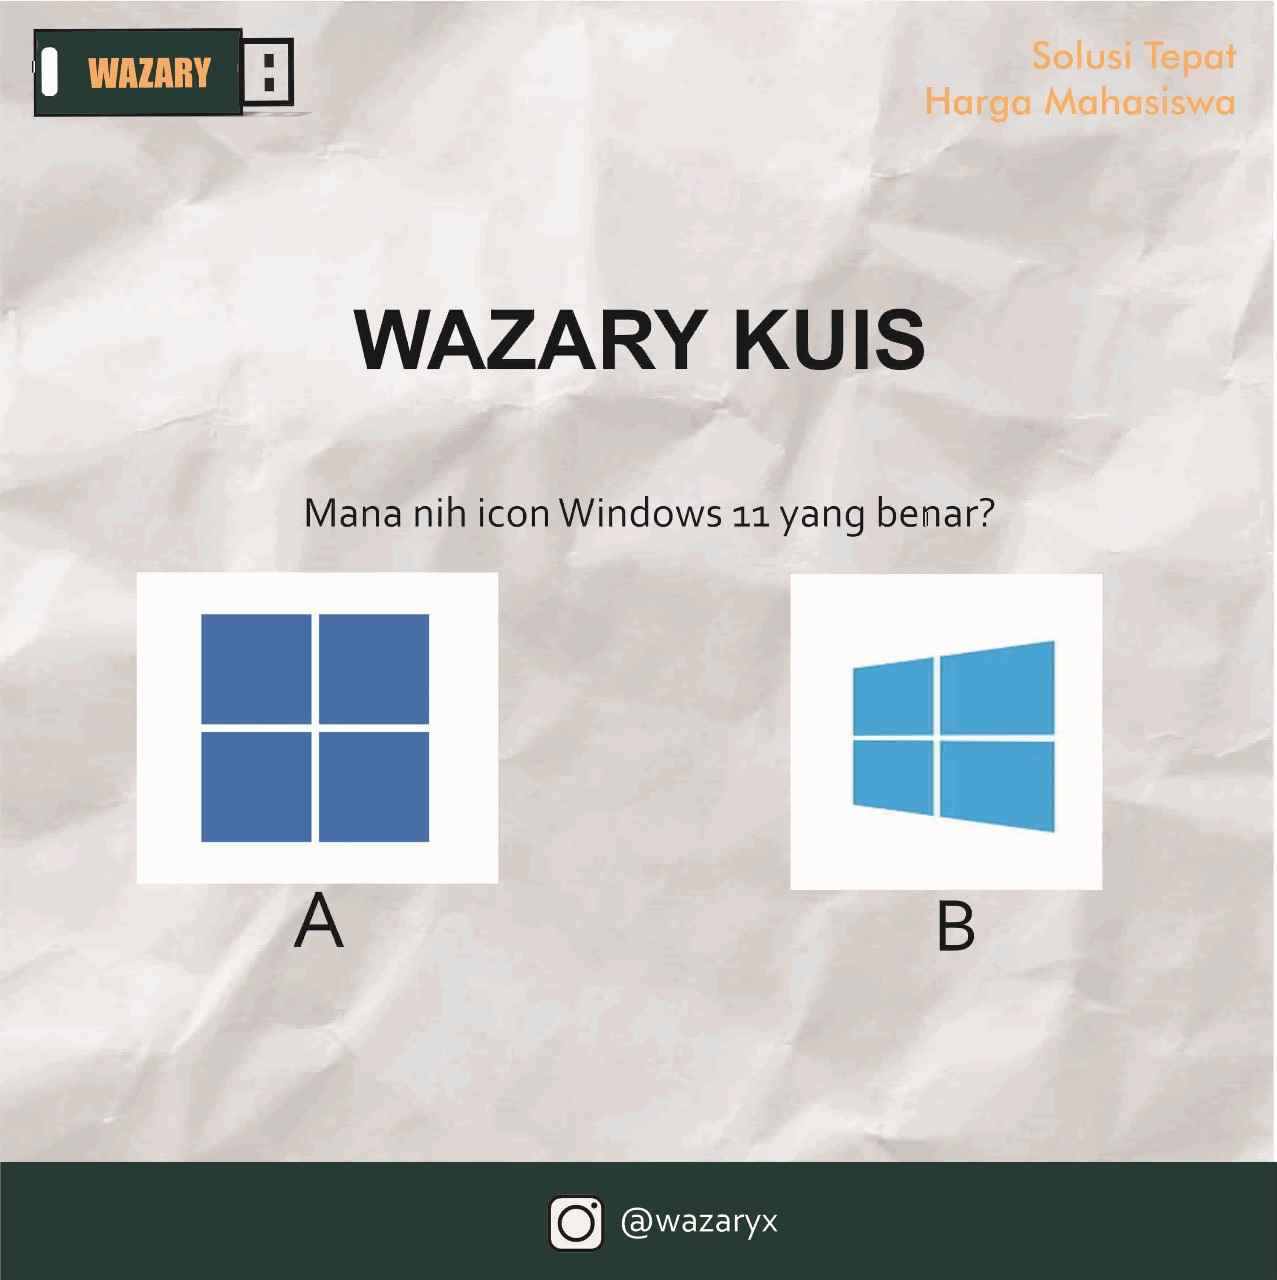 WAZARY
Solusi Tepat
Harga Mahasiswa
WAZARY KUIS
Mana nih icon Windows 11 yang benar?
A
B
@wazaryx